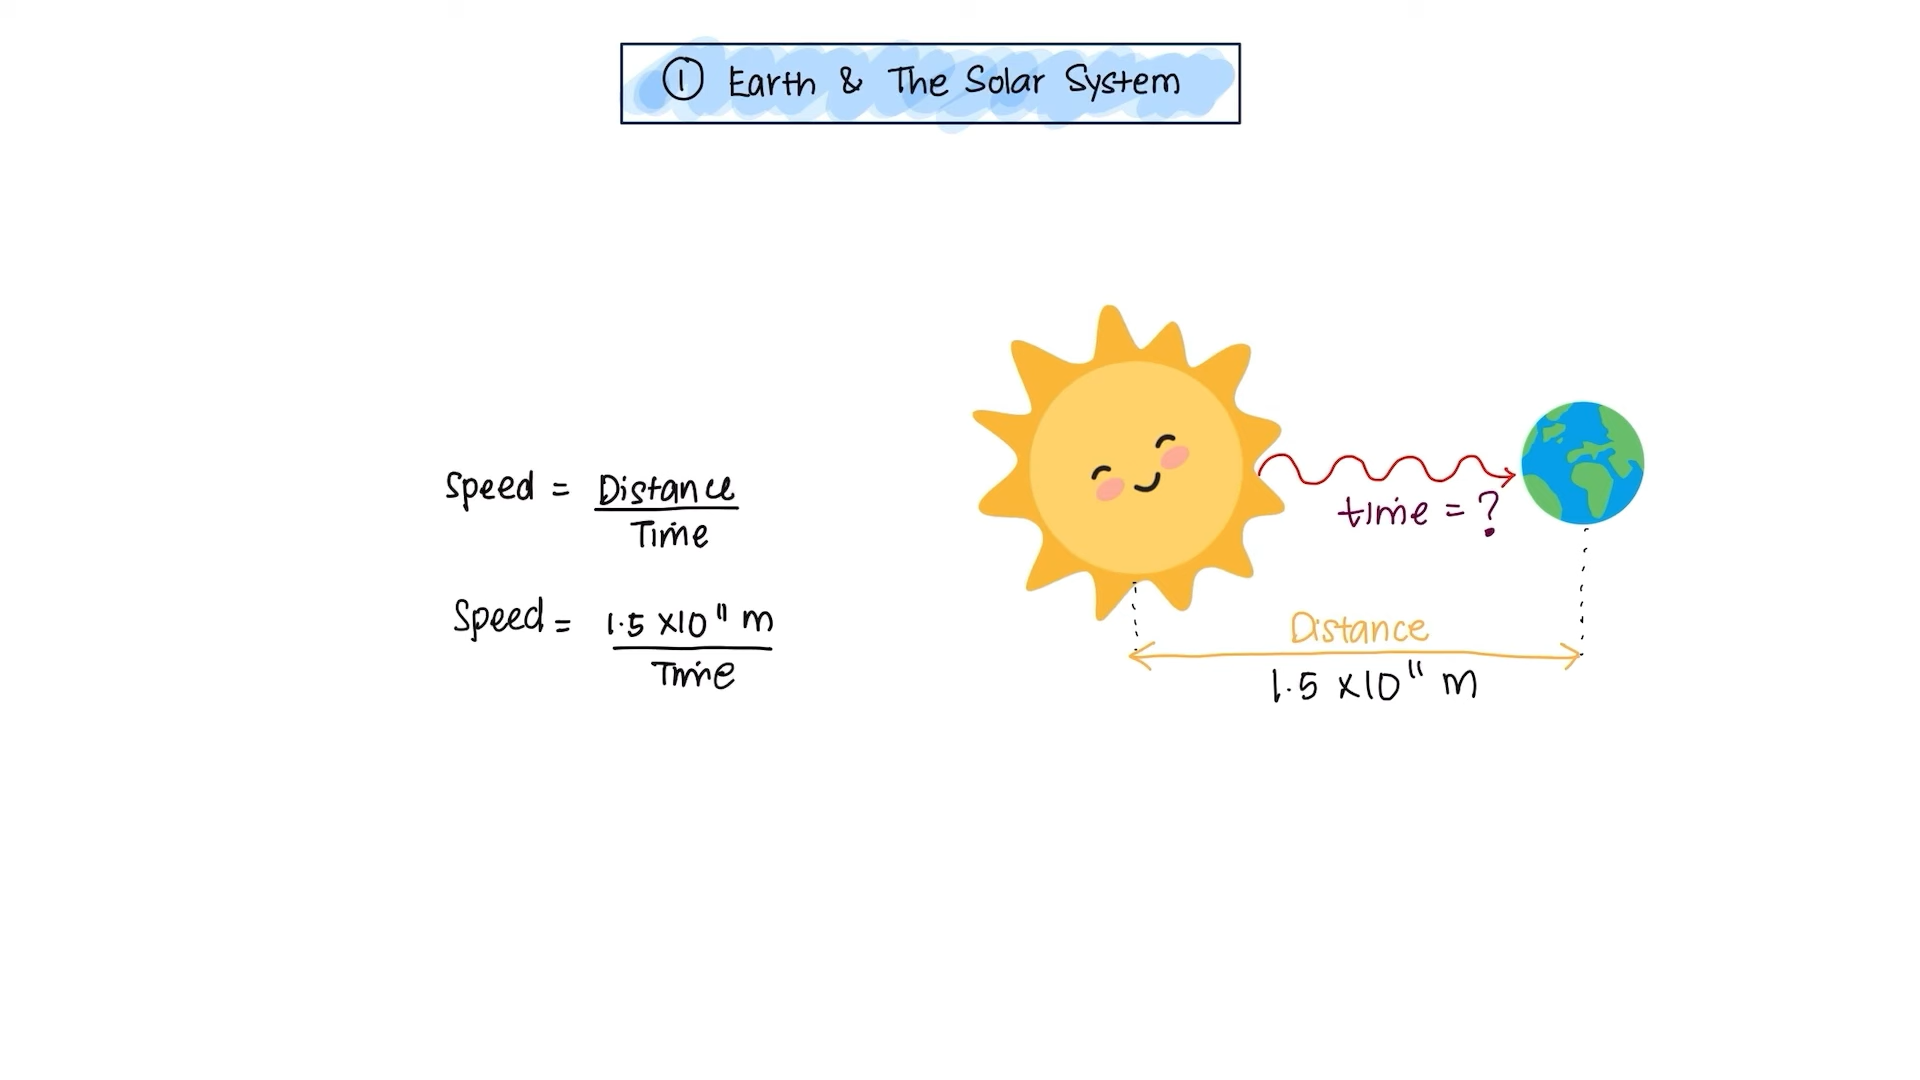 ① Earth & The Solar System
Speed = Distance
Time
Speed = 1.5 x10¹¹ m
Time
time = ?
Distance
1.5 x10¹¹ m